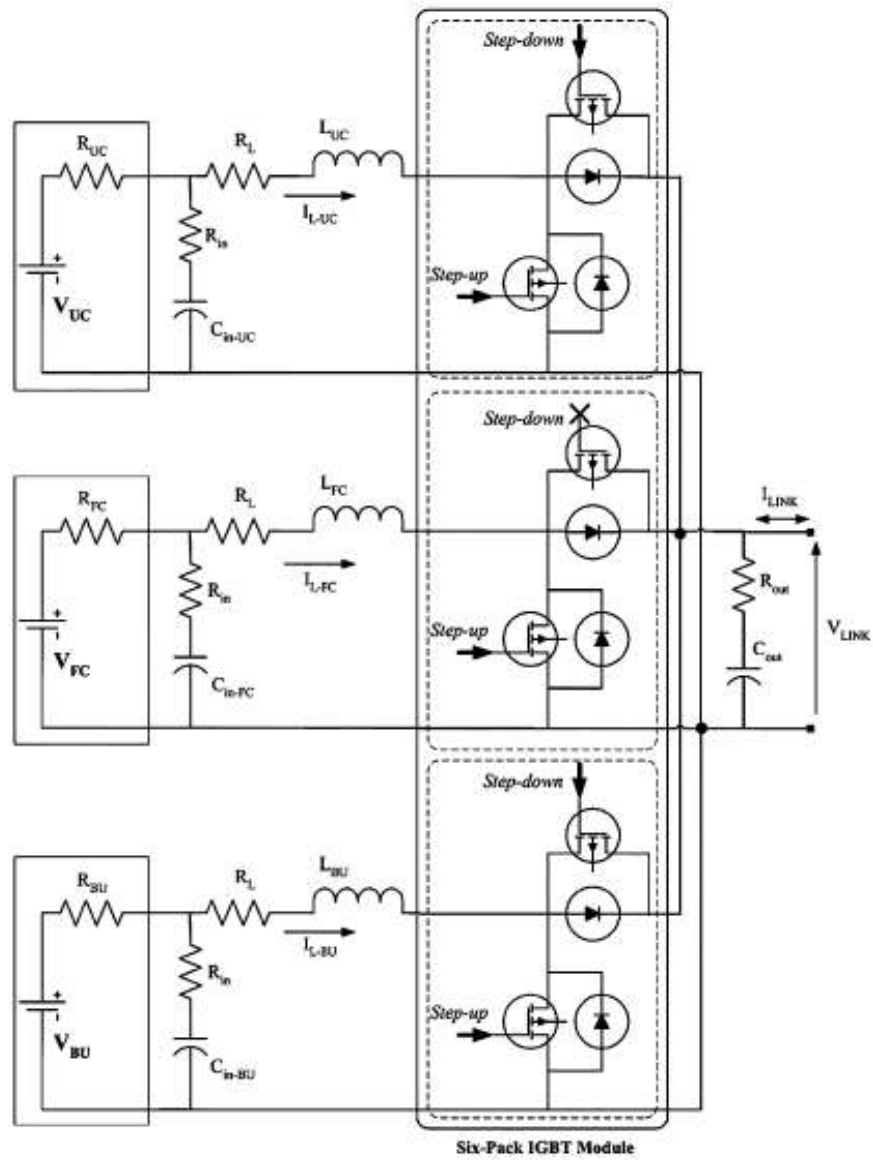 Step-down
L_UC
R_UC
R_L
I_L-UC
R_in
Step-up
+
-
V_UC
C_in-UC
Step-down
L_FC
R_FC
R_L
I_LINK
I_L-FC
R_in
R_out
Step-up
+
-
V_LINK
V_FC
C_in-FC
C_out
Step-down
L_BU
R_BU
R_L
I_L-BU
R_in
Step-up
+
-
V_BU
C_in-BU
Six-Pack IGBT Module